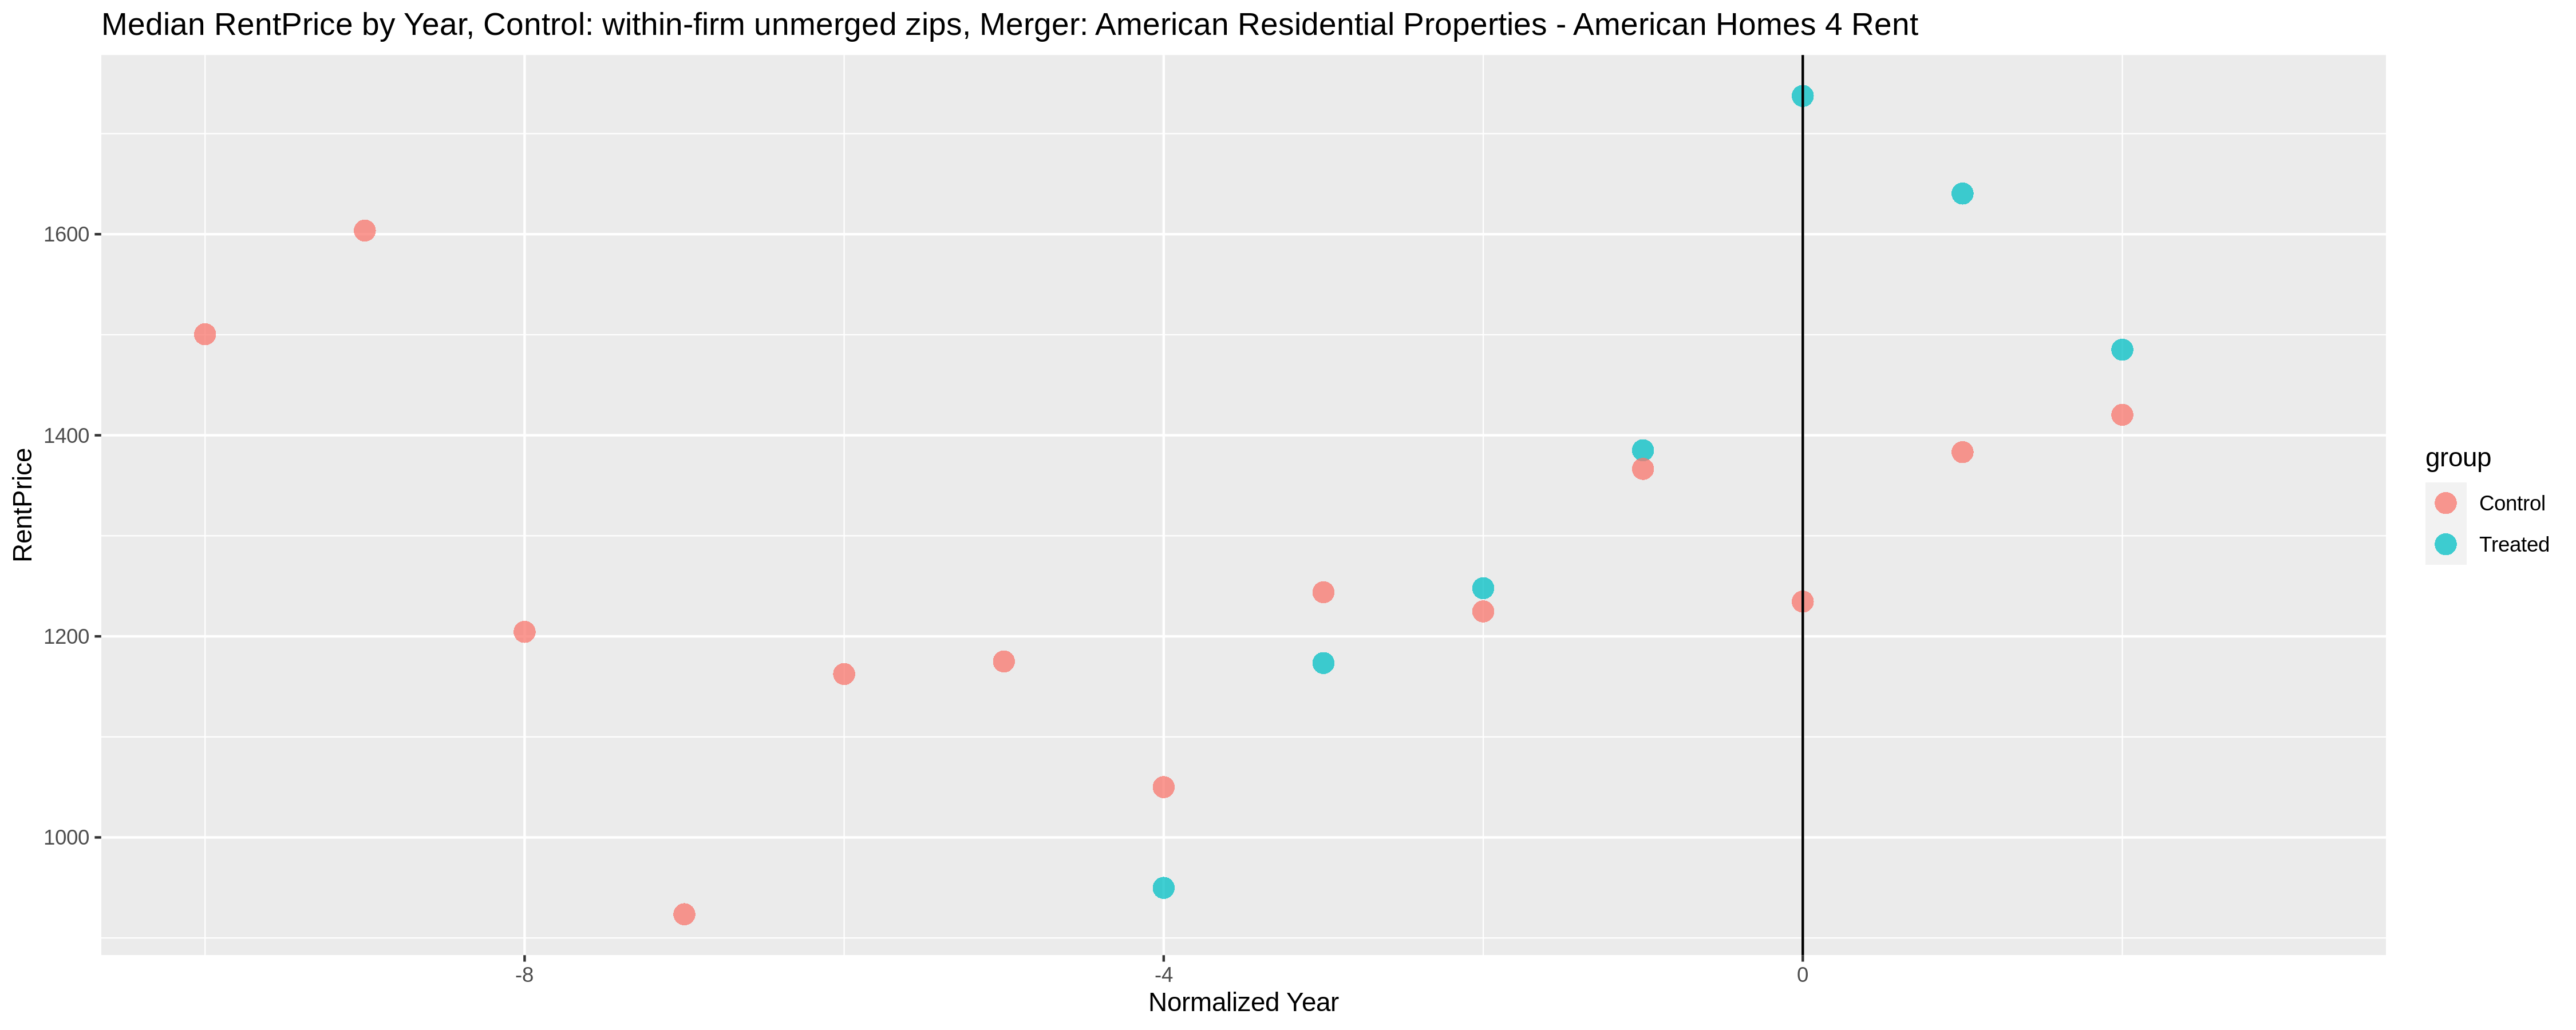 Median RentPrice by Year, Control: within-firm unmerged zips, Merger: American Residential Properties - American Homes 4 Rent
RentPrice
1600
1400
1200
1000
-8
-4
0
Normalized Year
group
Control
Treated